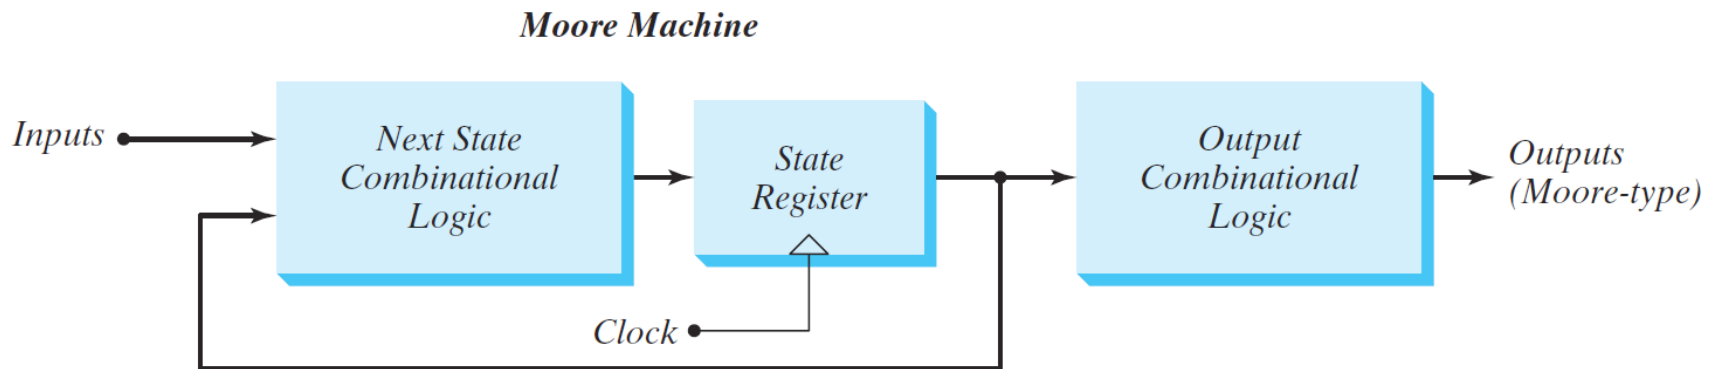 Moore Machine
Inputs
Next State
Combinational
Logic
State
Register
Output
Combinational
Logic
Outputs
(Moore-type)
Clock